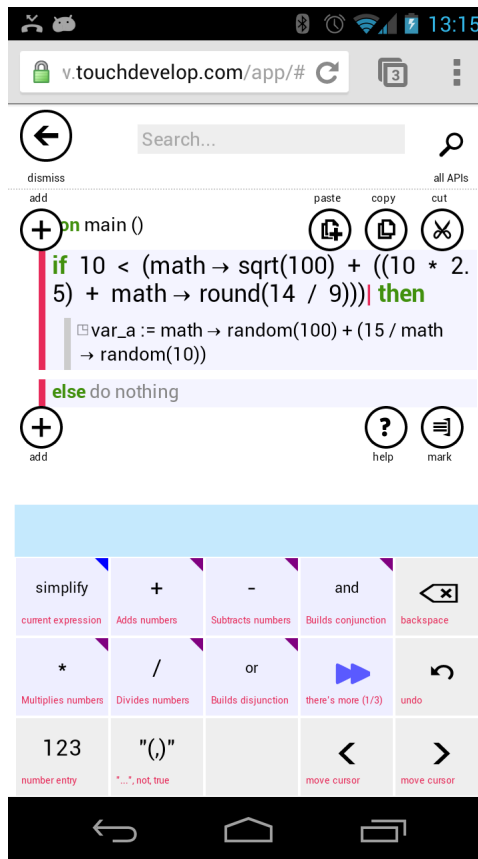 13:15
v.touchdevelop.com/app/#
3
Search...
dismiss
all APIs
add
paste
copy
cut
on main ()
if 10 < (math → sqrt(100) + ((10 * 2.
5) + math → round(14 / 9))) then
var_a := math → random(100) + (15 / math
→ random(10))
else do nothing
add
help
mark
simplify
current expression
+
Adds numbers
-
Subtracts numbers
and
Builds conjunction
backspace
*
Multiplies numbers
/
Divides numbers
or
Builds disjunction
there's more (1/3)
undo
123
number entry
"(,)"
"...", not, true
move cursor
move cursor